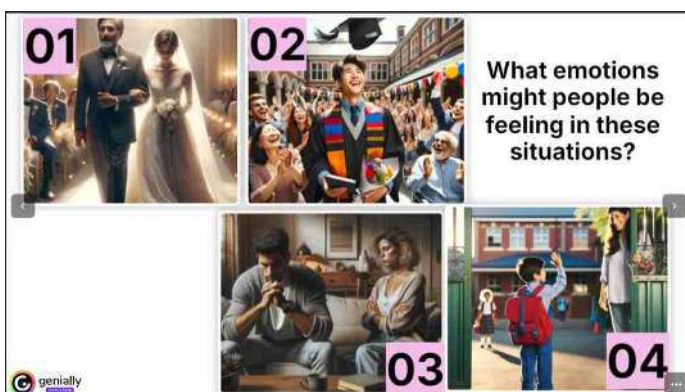 01
02
What emotions
might people be
feeling in these
situations?
03
04
genially